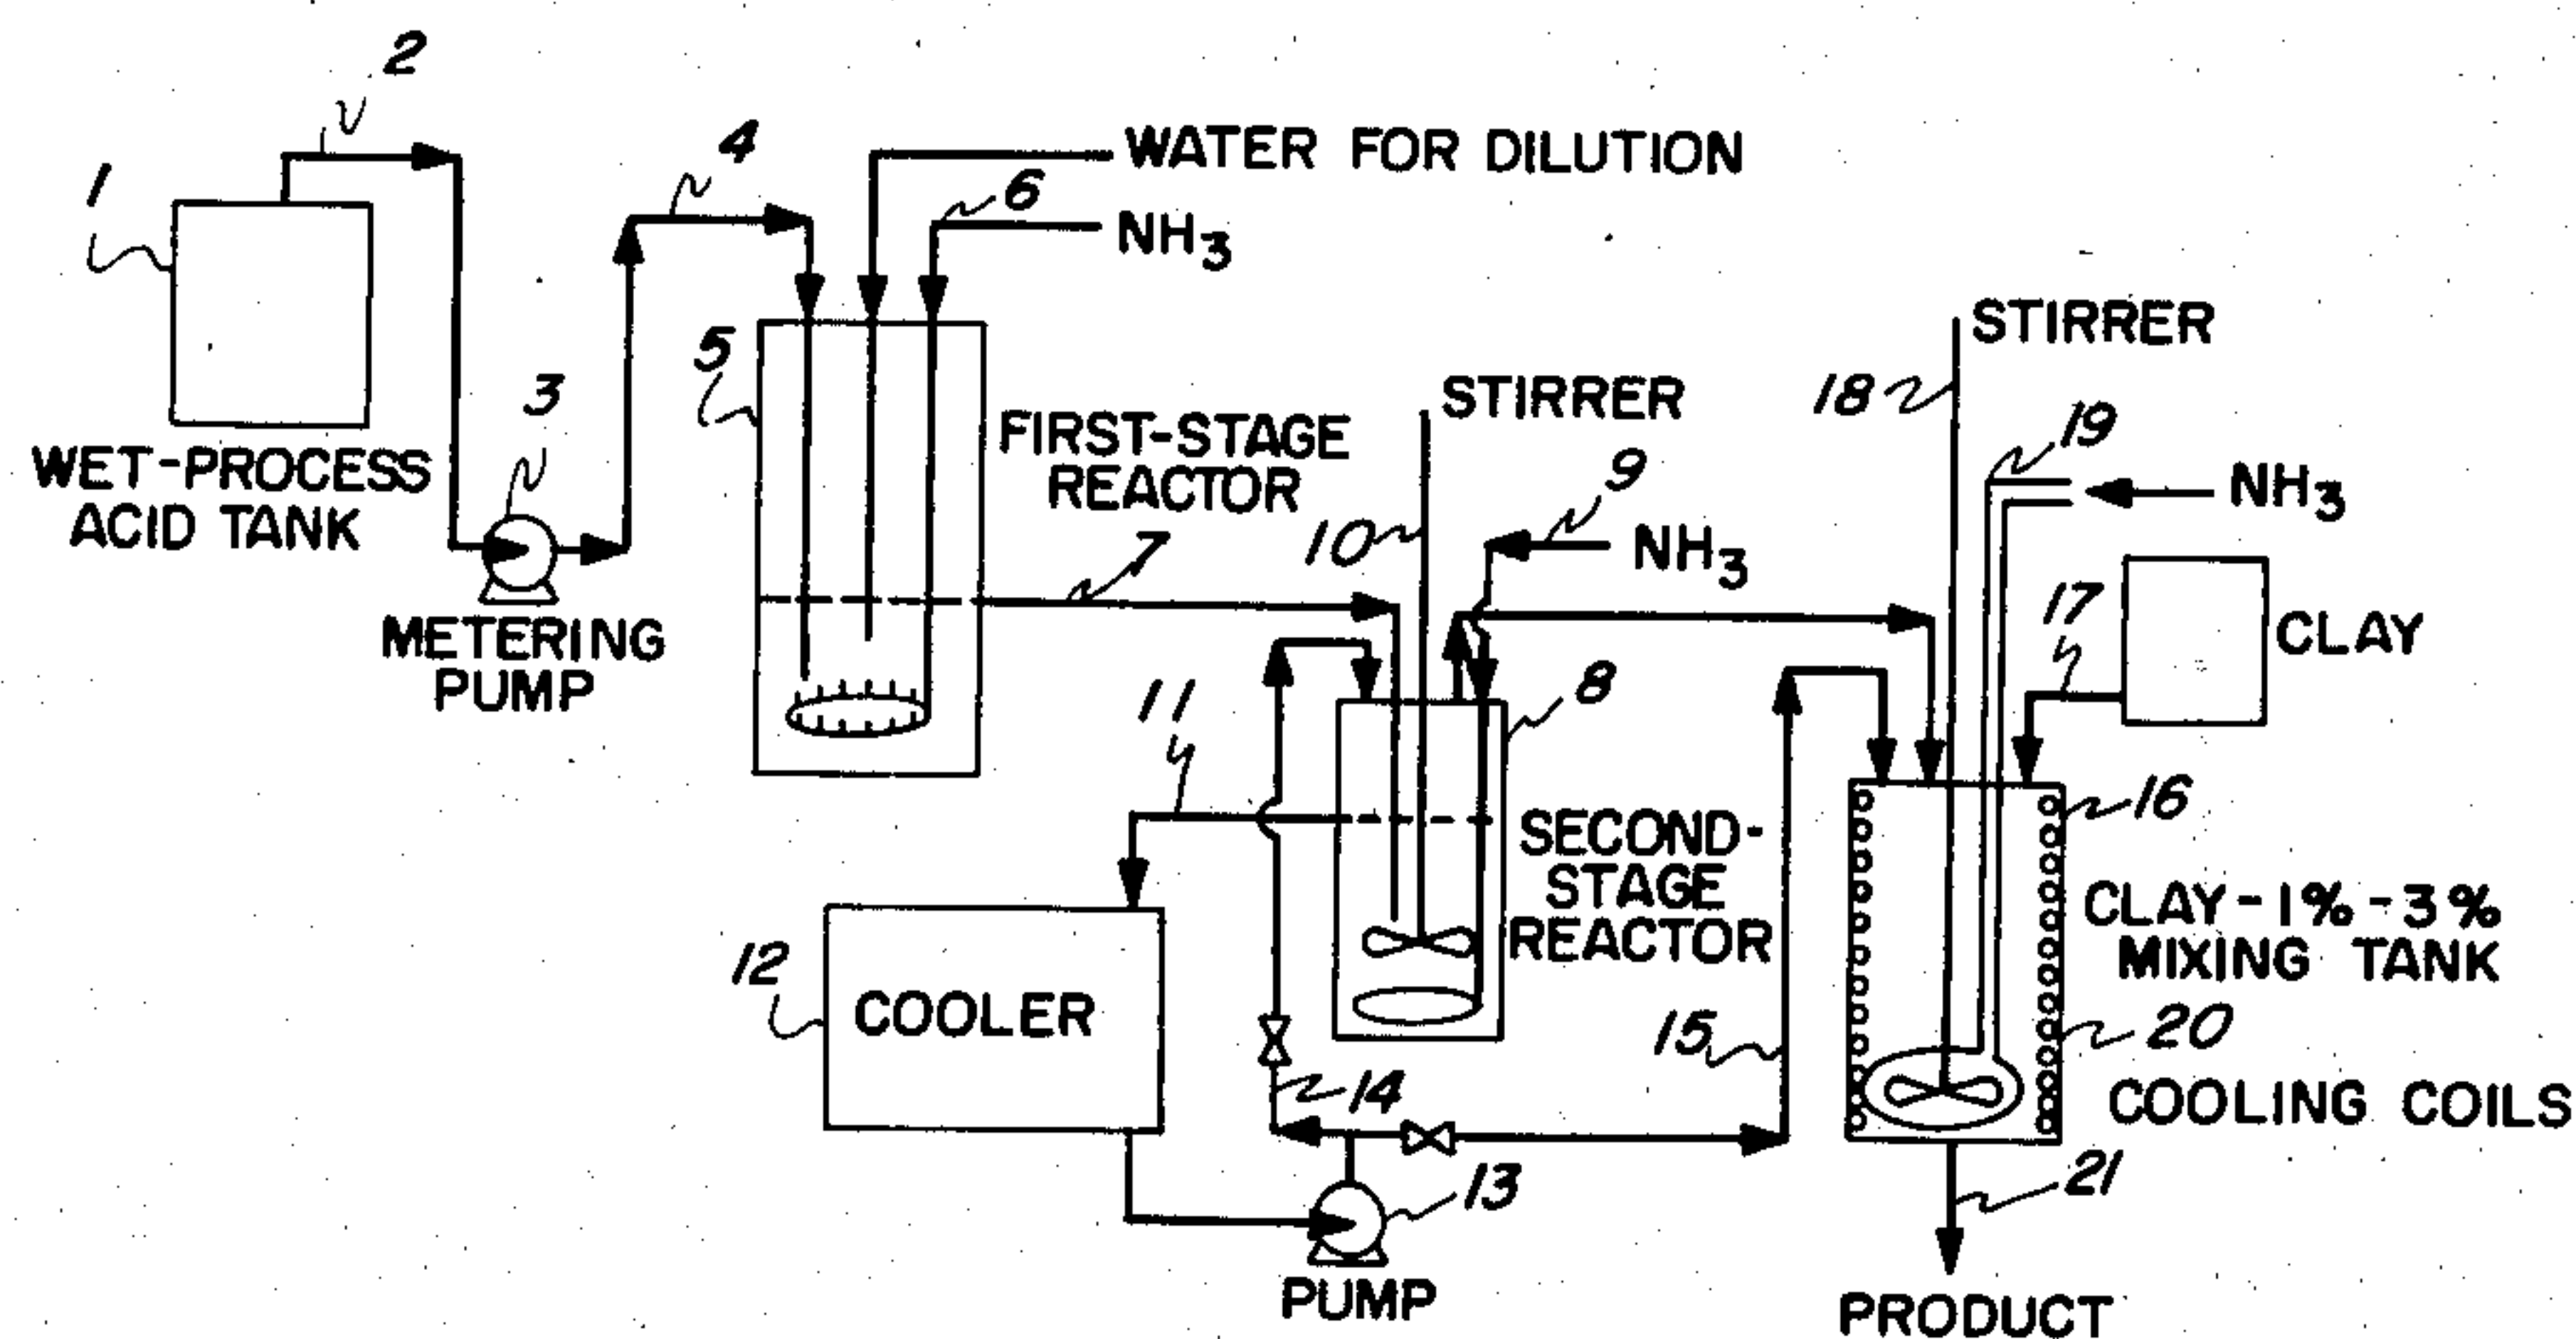 2
4
WATER FOR DILUTION
1
6
NH3
STIRRER
5
3
STIRRER
18
19
FIRST-STAGE
REACTOR
9
NH3
WET-PROCESS
ACID TANK
10
NH3
7
17
CLAY
METERING
PUMP
11
8
16
SECOND-
STAGE
REACTOR
CLAY-1%-3%
MIXING TANK
12
COOLER
15
20
14
COOLING COILS
13
21
PUMP
PRODUCT